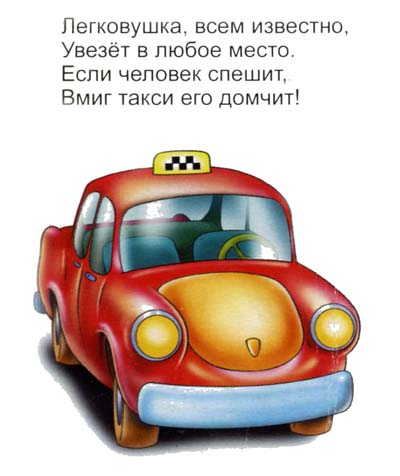 Легковушка, всем известно,
Увезёт в любое место.
Если человек спешит,
Вмиг такси его домчит!